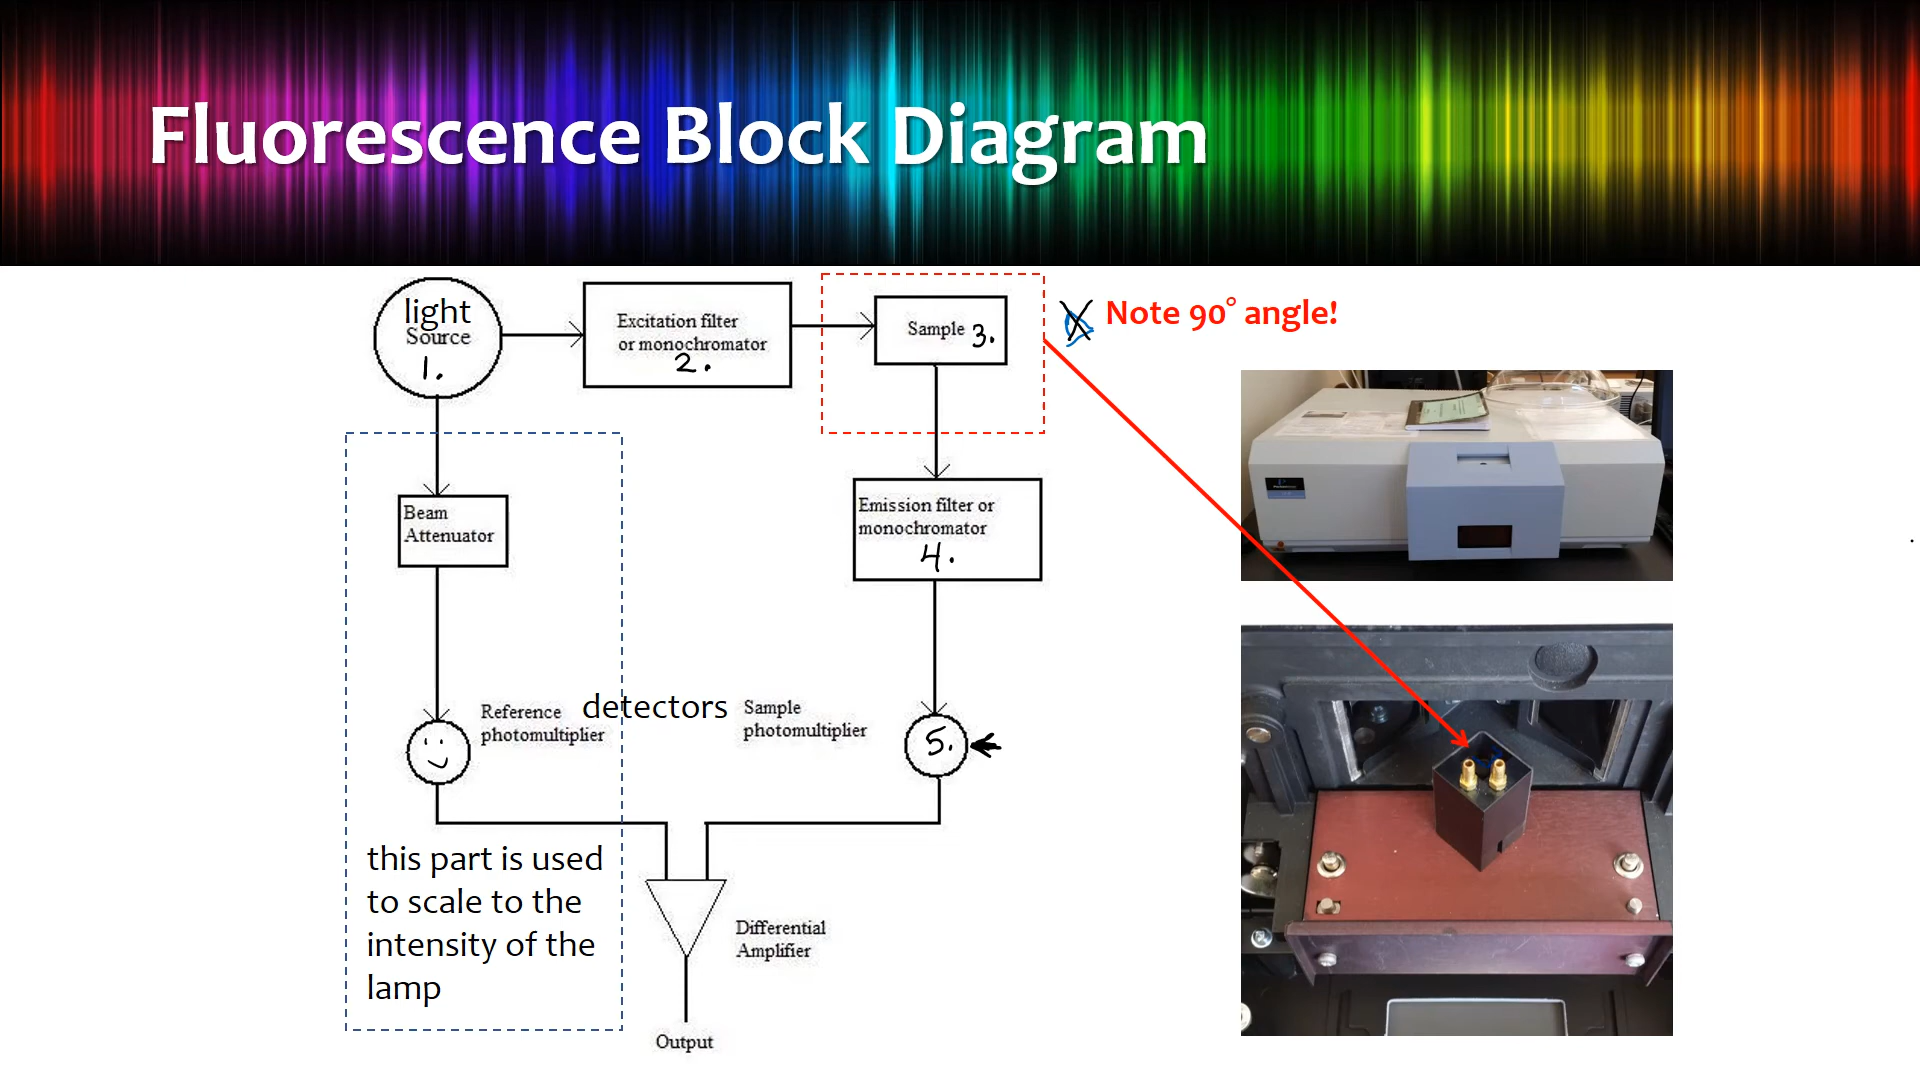 Fluorescence Block Diagram
light
Source
1.
Excitation filter
or monochromator
2.
Sample 3.
Note 90° angle!
Beam
Attenuator
Emission filter or
monochromator
4.
Reference
photomultiplier
detectors
Sample
photomultiplier
5.
this part is used
to scale to the
intensity of the
lamp
Differential
Amplifier
Output